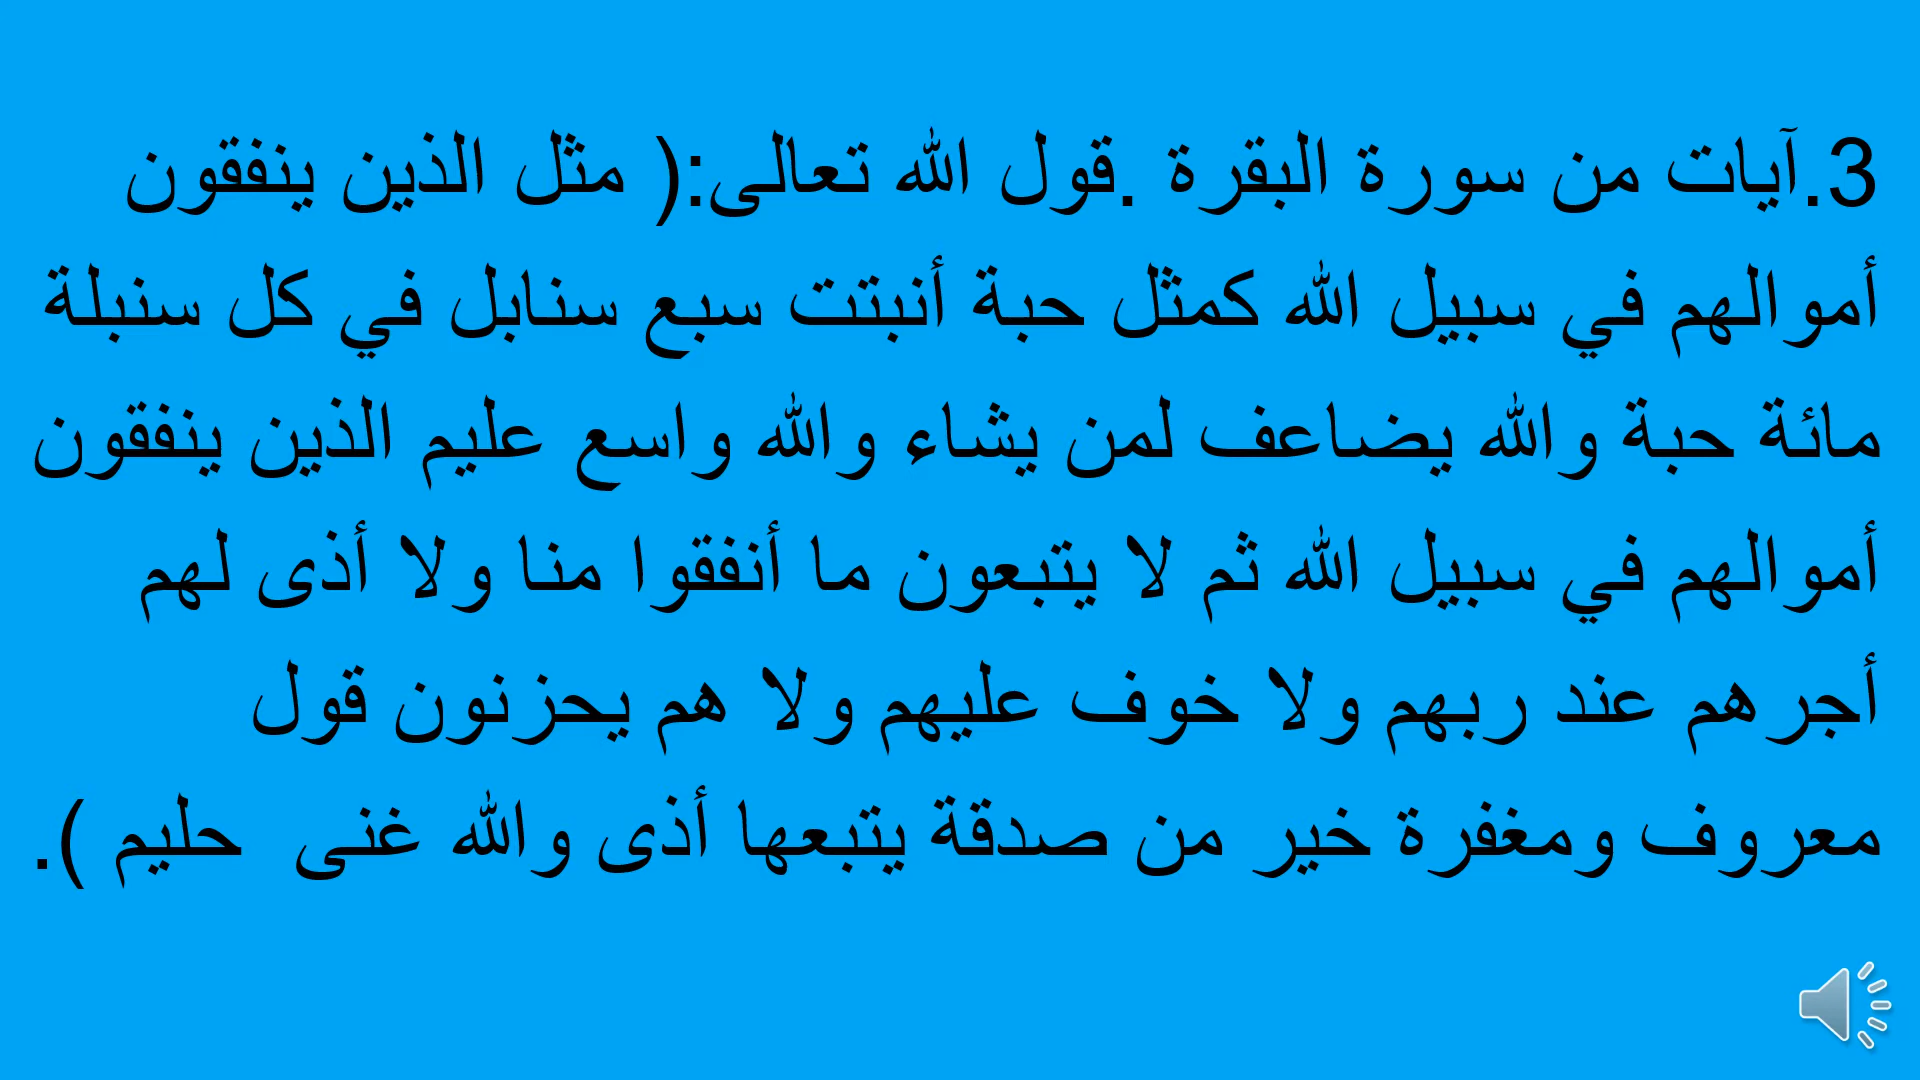 3.آيات من سورة البقرة .قول الله تعالى:( مثل الذين ينفقون
أموالهم في سبيل الله كمثل حبة أنبتت سبع سنابل في كل سنبلة
مائة حبة والله يضاعف لمن يشاء والله واسع عليم الذين ينفقون
أموالهم في سبيل الله ثم لا يتبعون ما أنفقوا منا ولا أذى لهم
أجرهم عند ربهم ولا خوف عليهم ولا هم يحزنون قول
معروف ومغفرة خير من صدقة يتبعها أذى والله غنى حليم ).